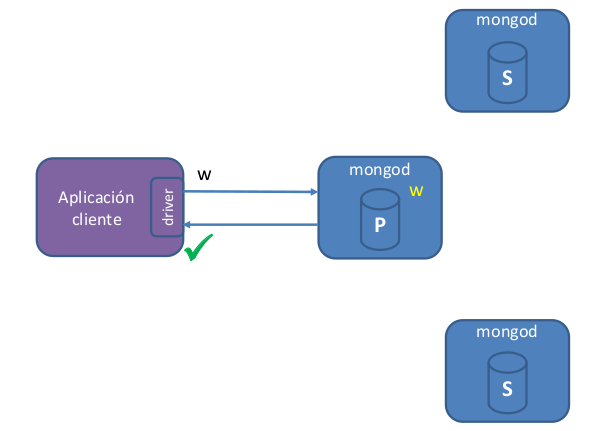 mongod
S
w
mongod
Aplicación
cliente
driver
w
P
mongod
S